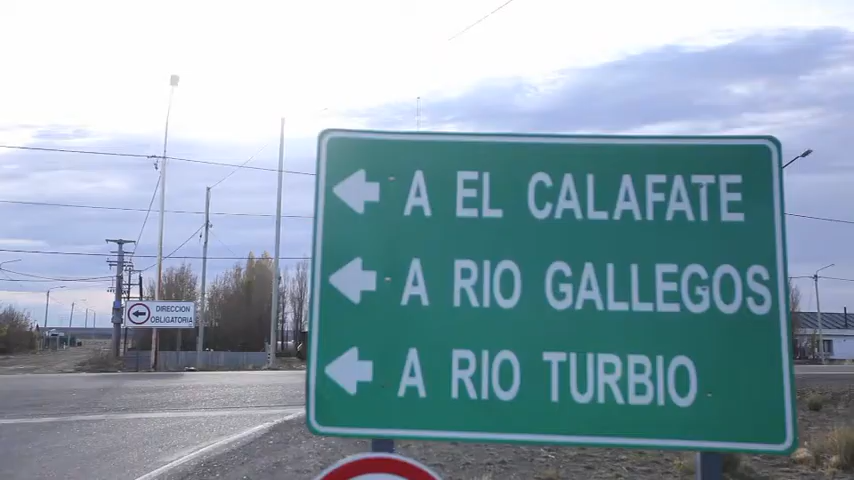 A EL CALAFATE
A RIO GALLEGOS
A RIO TURBIO
DIRECCION
OBLIGATORIA